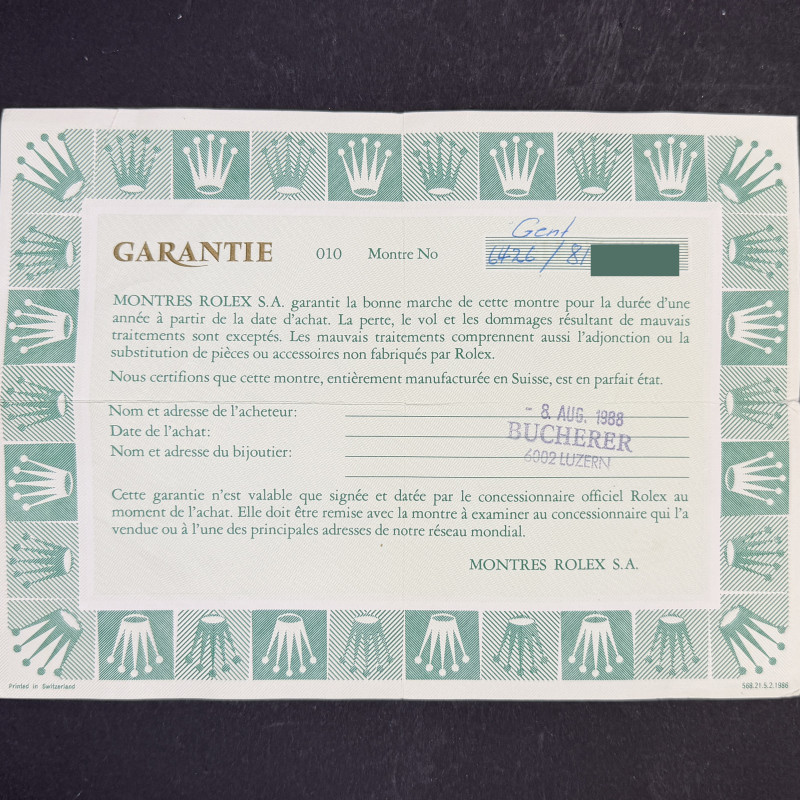 Gent
GARANTIE 010 Montre No 6426/81
MONTRES ROLEX S.A. garantit la bonne marche de cette montre pour la durée d'une
année à partir de la date d'achat. La perte, le vol et les dommages résultant de mauvais
traitements sont exceptés. Les mauvais traitements comprennent aussi l'adjonction ou la
substitution de pièces ou accessoires non fabriqués par Rolex.
Nous certifions que cette montre, entièrement manufacturée en Suisse, est en parfait état.
Nom et adresse de l'acheteur:
- 8. AUG. 1988
Date de l'achat:
BUCHERER
Nom et adresse du bijoutier:
6002 LUZERN
Cette garantie n'est valable que signée et datée par le concessionnaire officiel Rolex au
moment de l'achat. Elle doit être remise avec la montre à examiner au concessionnaire qui l'a
vendue ou à l'une des principales adresses de notre réseau mondial.
MONTRES ROLEX S.A.
Printed in Switzerland
568.21.5.2.1986